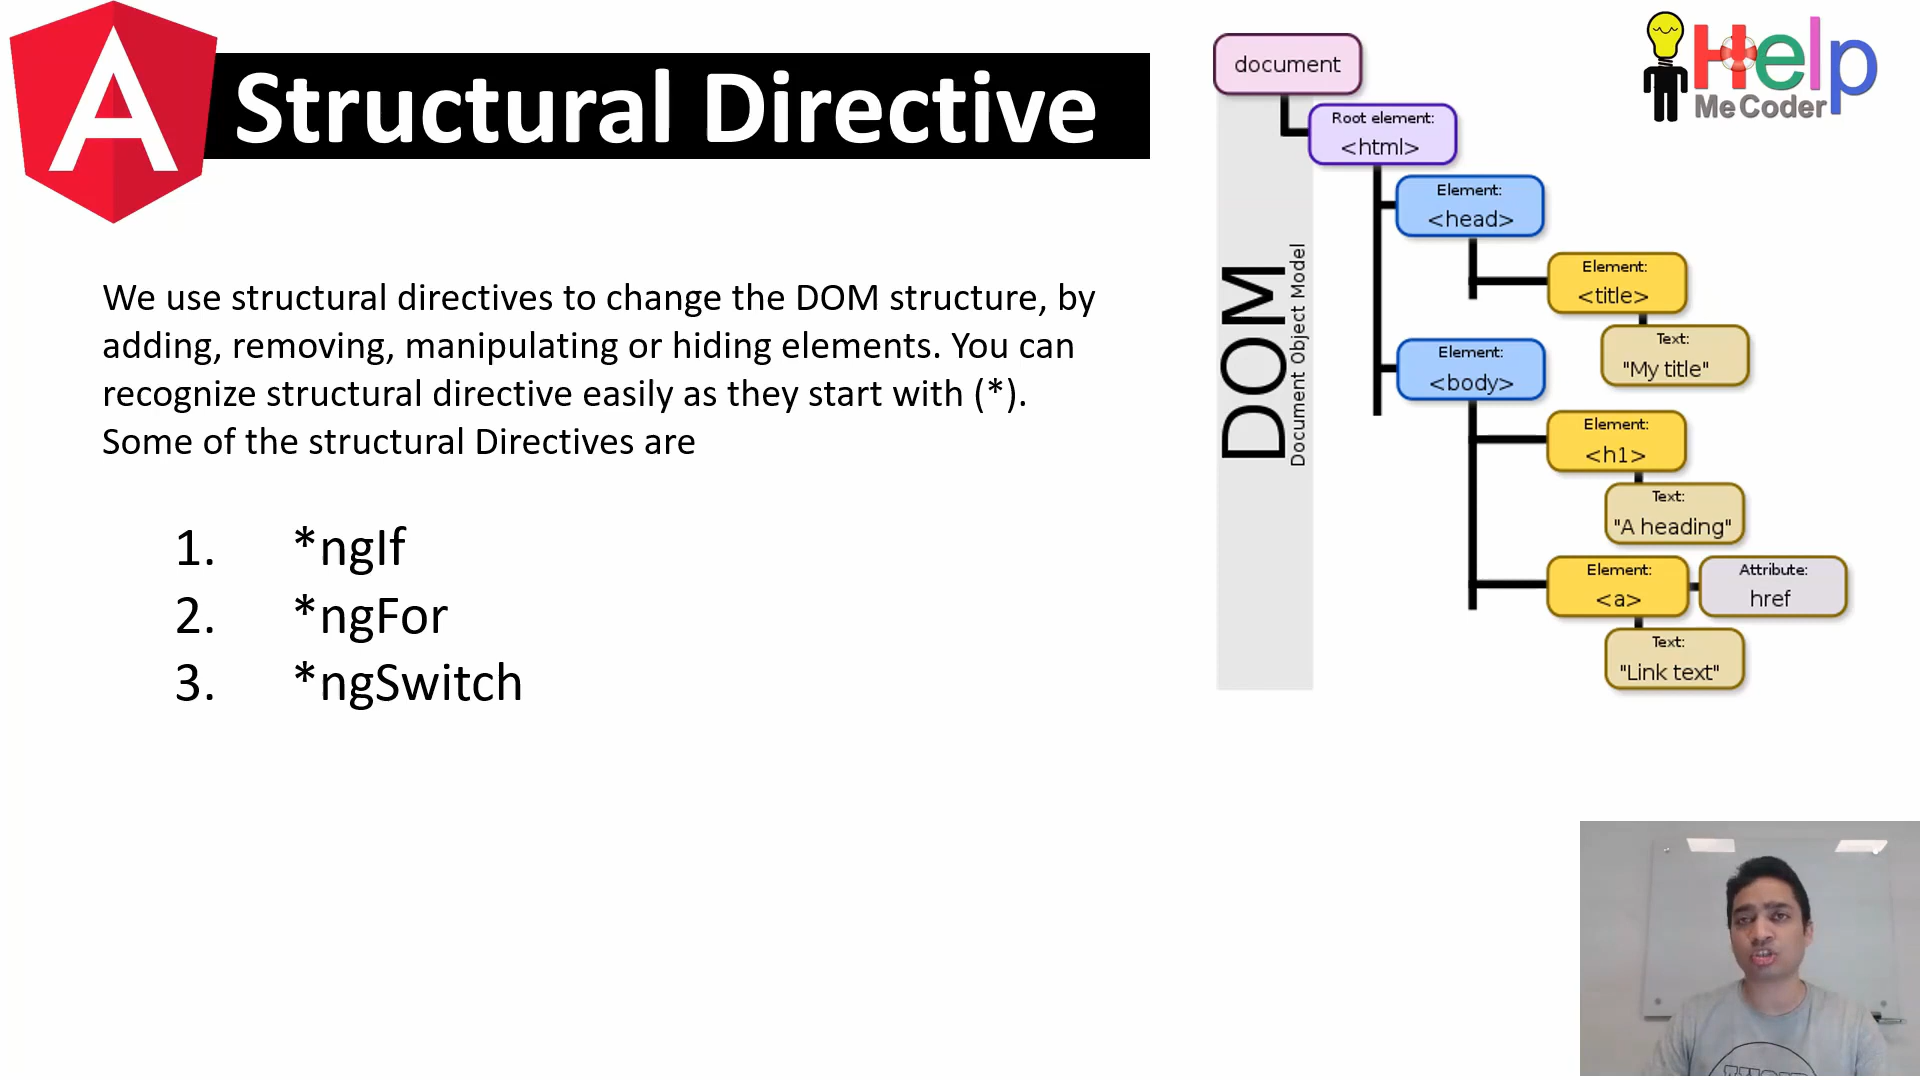 Structural Directive
We use structural directives to change the DOM structure, by
adding, removing, manipulating or hiding elements. You can
recognize structural directive easily as they start with (*).
Some of the structural Directives are
1. *ngIf
2. *ngFor
3. *ngSwitch
DOM
Document Object Model
document
Root element:
<html>
Element:
<head>
Element:
<title>
Text:
"My title"
Element:
<body>
Element:
<h1>
Text:
"A heading"
Element:
<a>
Attribute:
href
Text:
"Link text"
Help
Me Coder